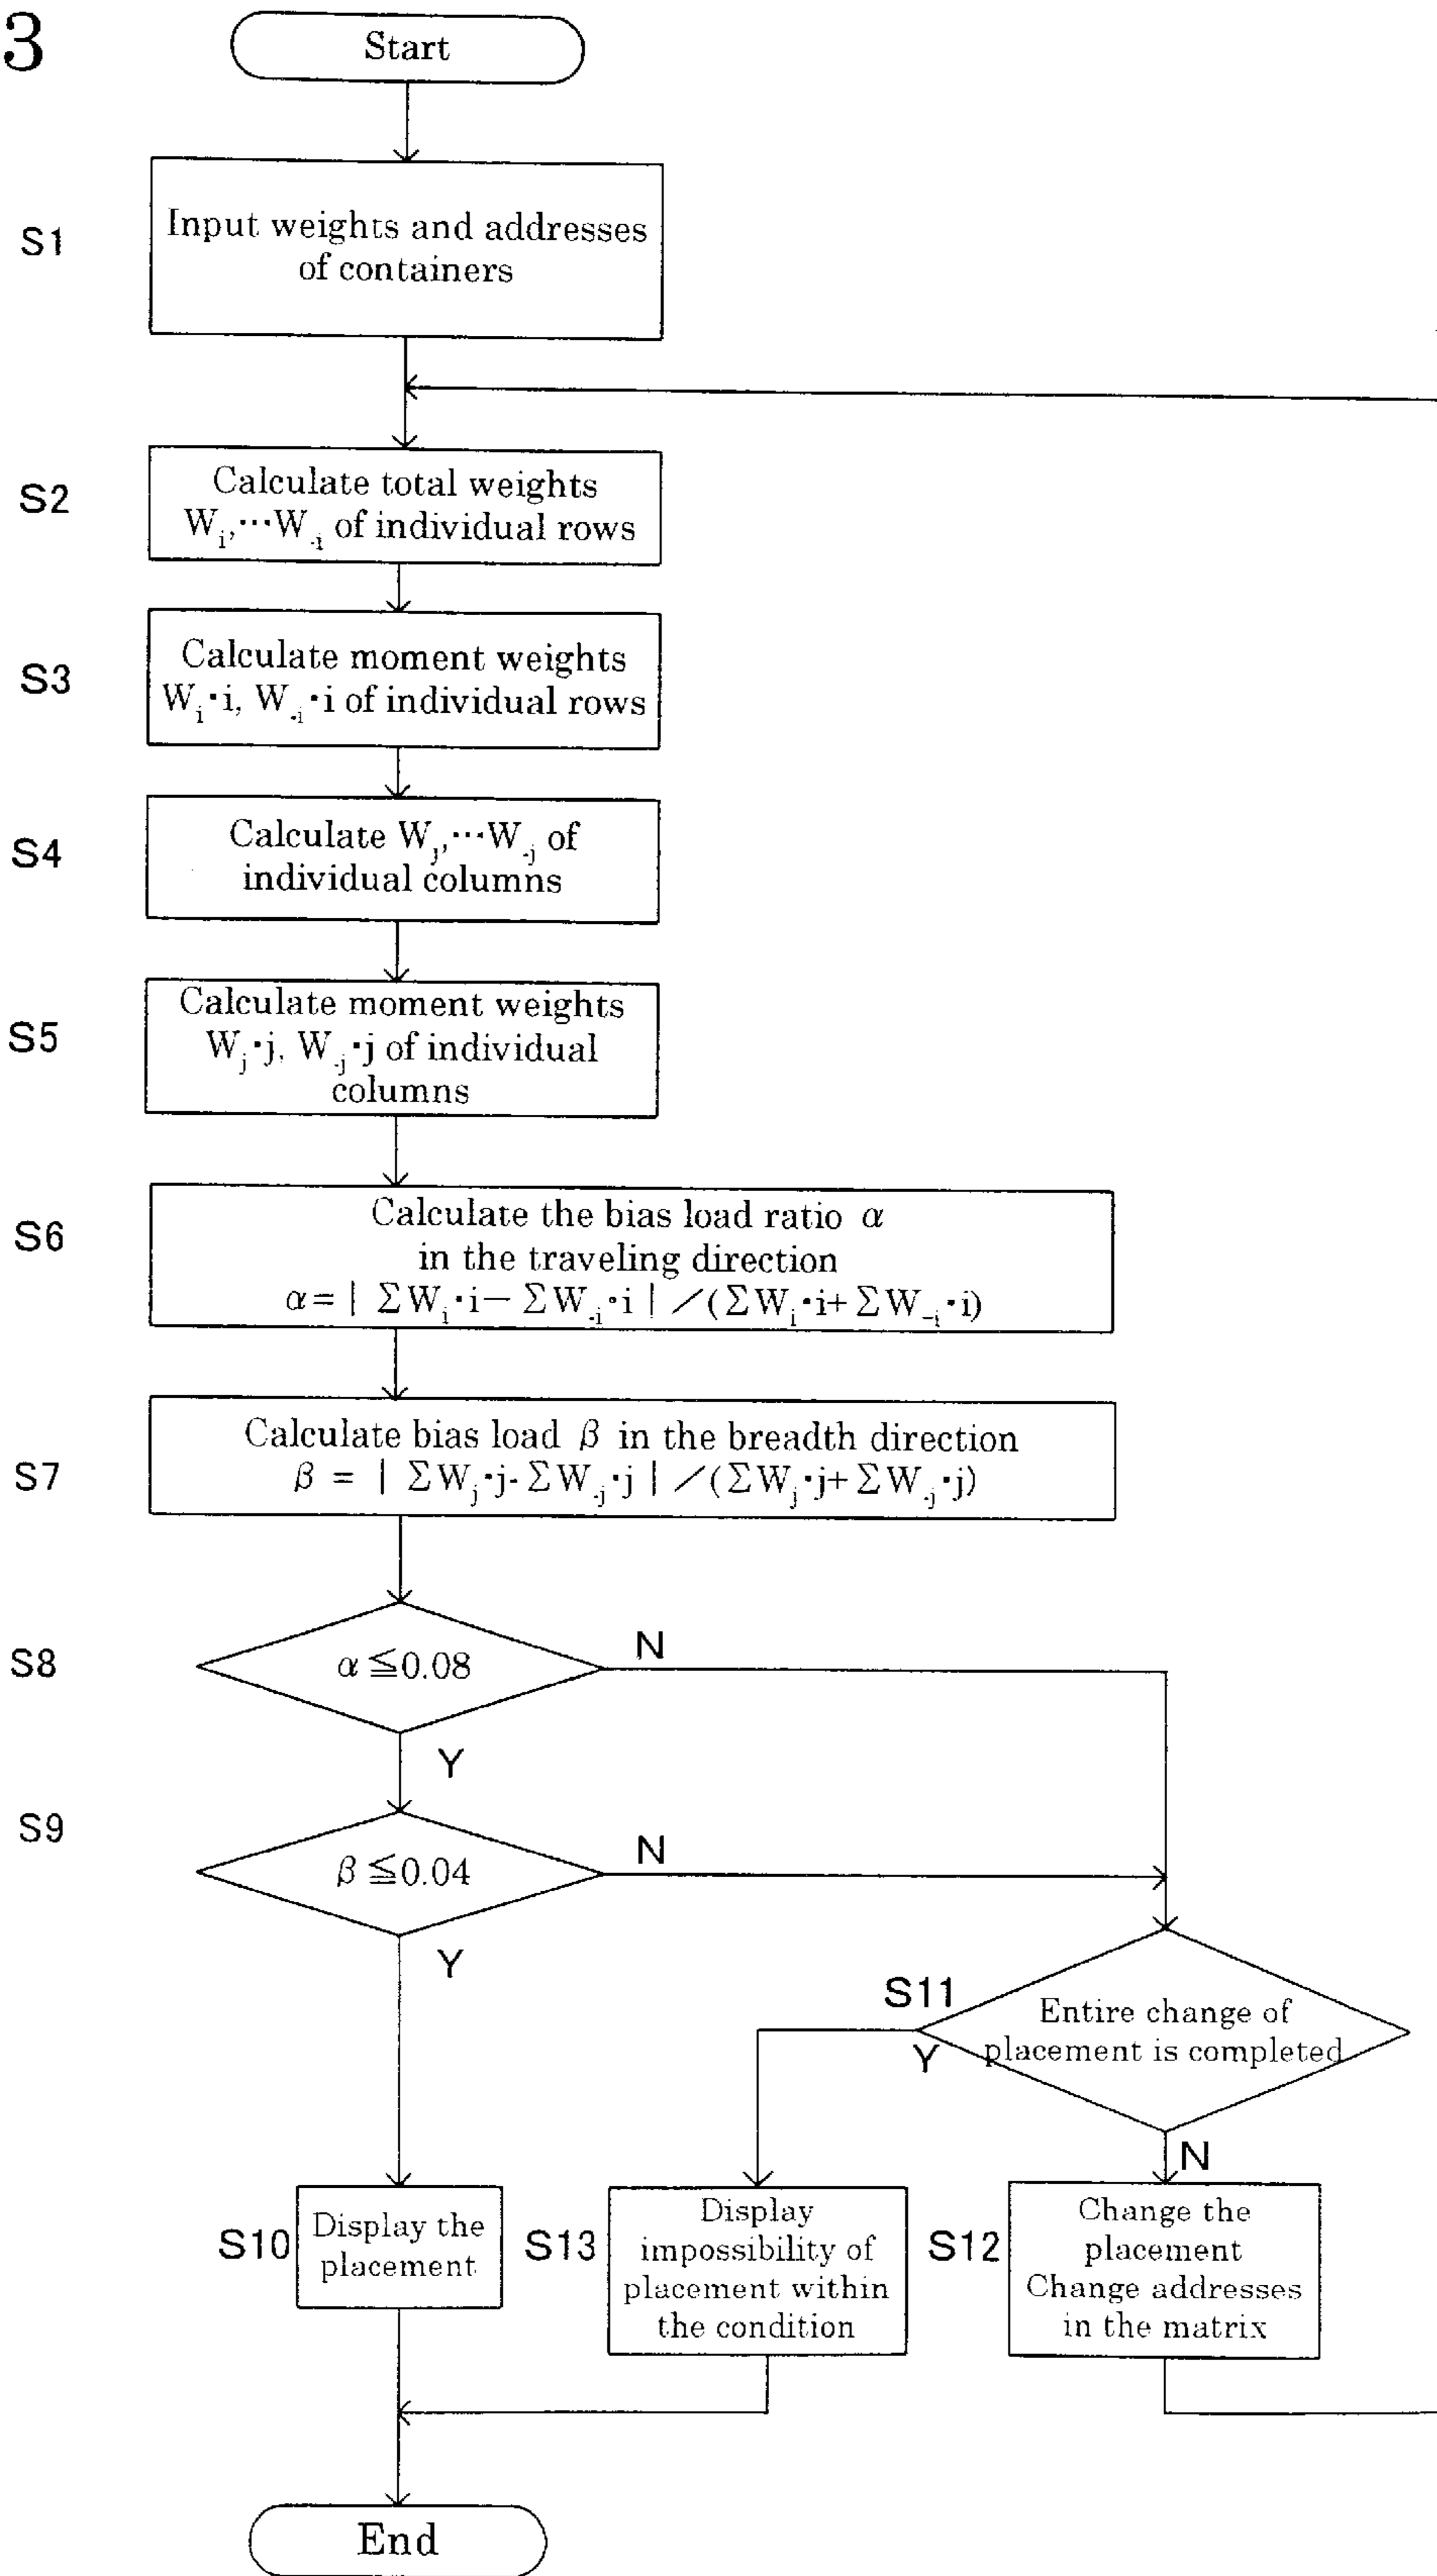 3
Start
S1
Input weights and addresses
of containers
S2
Calculate total weights
W_i,⋯W_-i of individual rows
S3
Calculate moment weights
W_i·i, W_-i·i of individual rows
S4
Calculate W_j,⋯W_-j of
individual columns
S5
Calculate moment weights
W_j·j, W_-j·j of individual
columns
S6
Calculate the bias load ratio α
in the traveling direction
α=| ΣW_i·i− ΣW_-i·i | ／(ΣW_i·i+ ΣW_-i·i)
S7
Calculate bias load β in the breadth direction
β = | ΣW_j·j- ΣW_-j·j | ／(ΣW_j·j+ ΣW_-j·j)
S8
α≦0.08
N
Y
S9
β≦0.04
N
Y
S11
Entire change of
placement is completed
Y
N
S10
Display the
placement
S13
Display
impossibility of
placement within
the condition
S12
Change the
placement
Change addresses
in the matrix
End